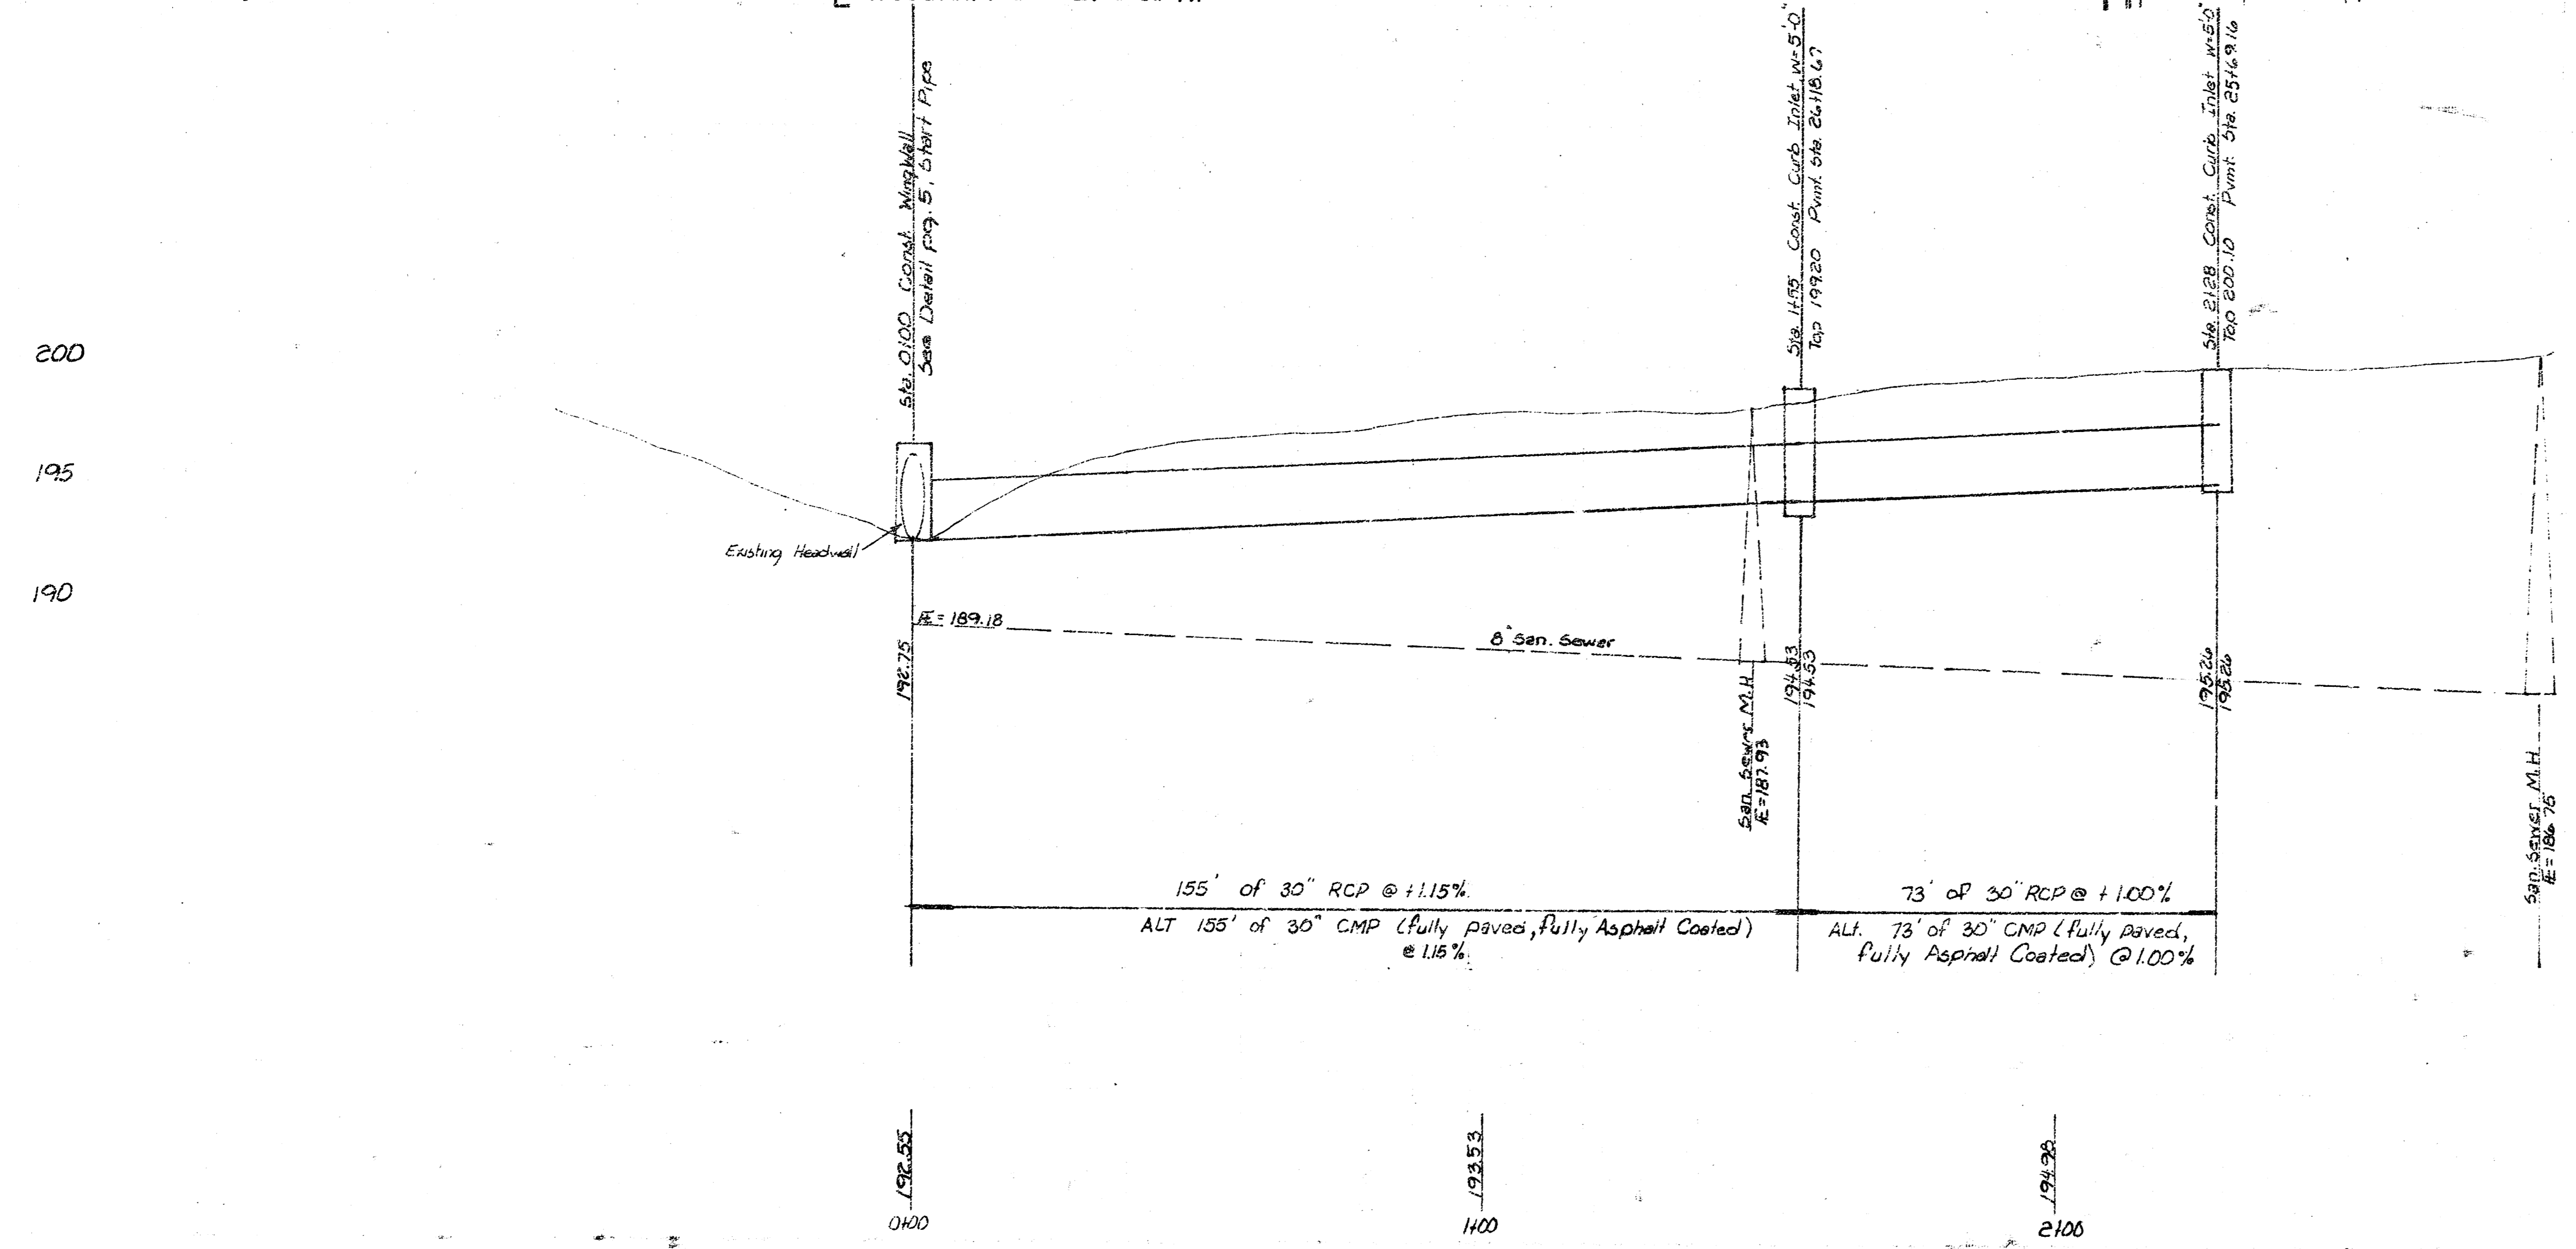 Sta. 0+00 Const. Wing Wall
See Detail pg. 5, Start Pipe
Sta. 1+55 Const. Curb Inlet W=5'-0"
Top 199.20 Pvmt. Sta. 26+18.67
Sta. 2+28 Const. Curb Inlet W=5'-0"
Top 200.10 Pvmt. Sta. 25+69.16
200
195
190
Existing Headwall
Æ = 189.18
8" San. Sewer
192.75
194.53
194.53
195.26
195.26
San. Sewer M.H.
Æ = 187.93
San. Sewer M.H.
Æ = 186.75
155' of 30" RCP @ +1.15%
ALT 155' of 30" CMP (fully paved, fully Asphalt Coated)
@ 1.15%
73' of 30" RCP @ +1.00%
Alt. 73' of 30" CMP (fully paved,
fully Asphalt Coated) @ 1.00%
192.55
193.53
194.98
0+00
1+00
2+00